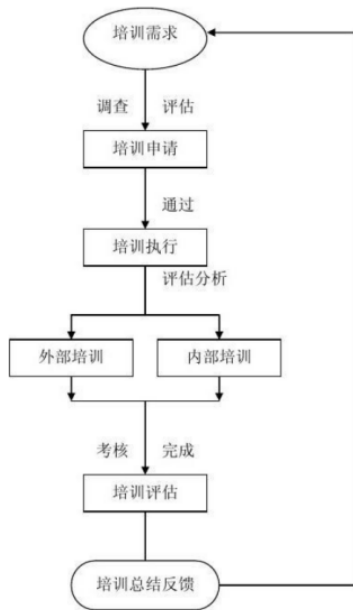 培训需求
调查 评估
培训申请
通过
培训执行
评估分析
外部培训 内部培训
考核 完成
培训评估
培训总结反馈